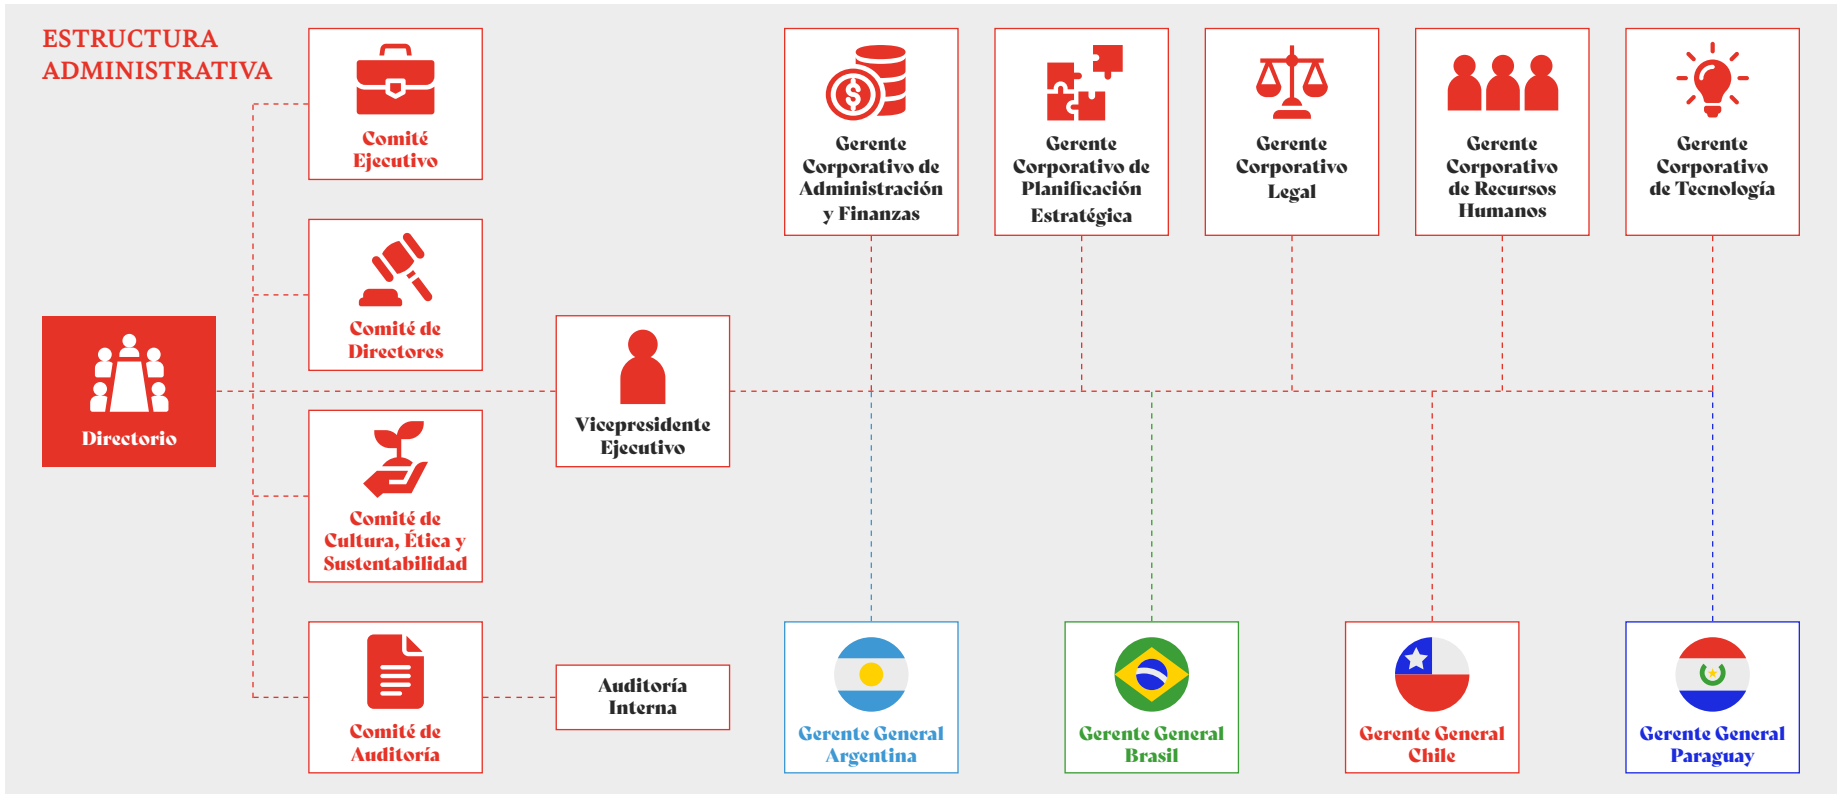 ESTRUCTURA
ADMINISTRATIVA
Comité
Ejecutivo
Comité de
Directores
Directorio
Comité de
Cultura, Ética y
Sustentabilidad
Comité de
Auditoría
Vicepresidente
Ejecutivo
Auditoría
Interna
Gerente
Corporativo de
Administración
y Finanzas
Gerente
Corporativo de
Planificación
Estratégica
Gerente
Corporativo
Legal
Gerente
Corporativo
de Recursos
Humanos
Gerente
Corporativo
de Tecnología
Gerente General
Argentina
Gerente General
Brasil
Gerente General
Chile
Gerente General
Paraguay